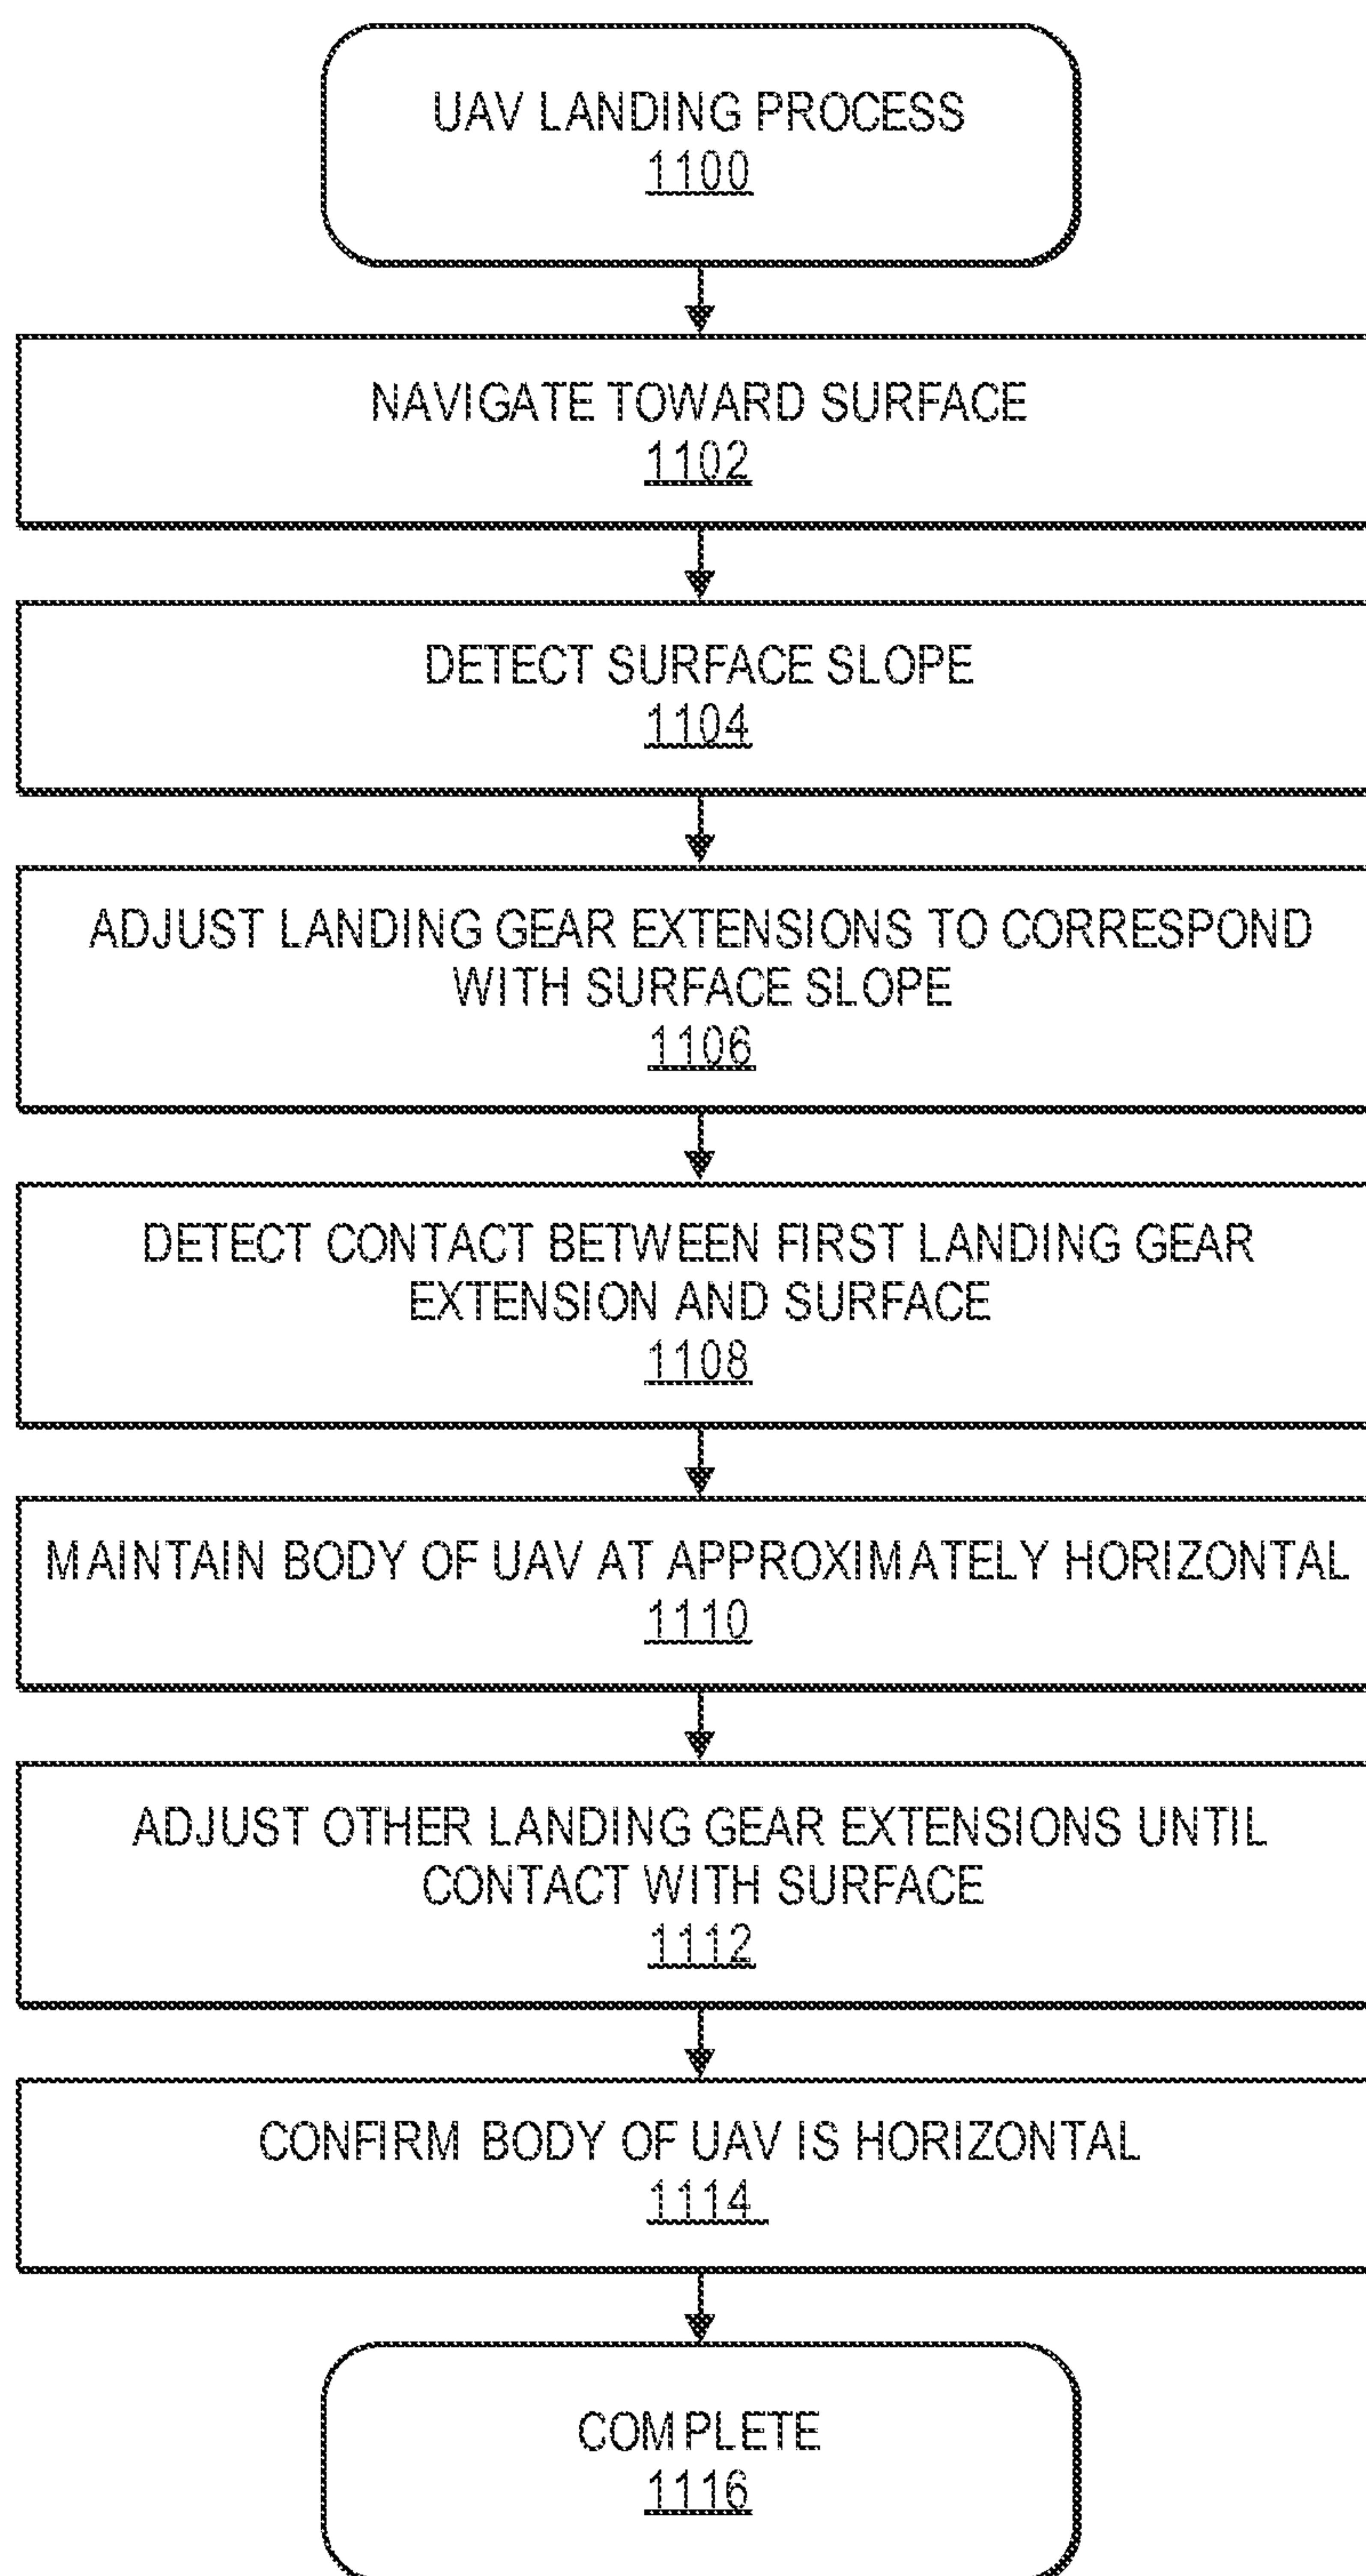 UAV LANDING PROCESS
1100
NAVIGATE TOWARD SURFACE
1102
DETECT SURFACE SLOPE
1104
ADJUST LANDING GEAR EXTENSIONS TO CORRESPOND
WITH SURFACE SLOPE
1106
DETECT CONTACT BETWEEN FIRST LANDING GEAR
EXTENSION AND SURFACE
1108
MAINTAIN BODY OF UAV AT APPROXIMATELY HORIZONTAL
1110
ADJUST OTHER LANDING GEAR EXTENSIONS UNTIL
CONTACT WITH SURFACE
1112
CONFIRM BODY OF UAV IS HORIZONTAL
1114
COMPLETE
1116